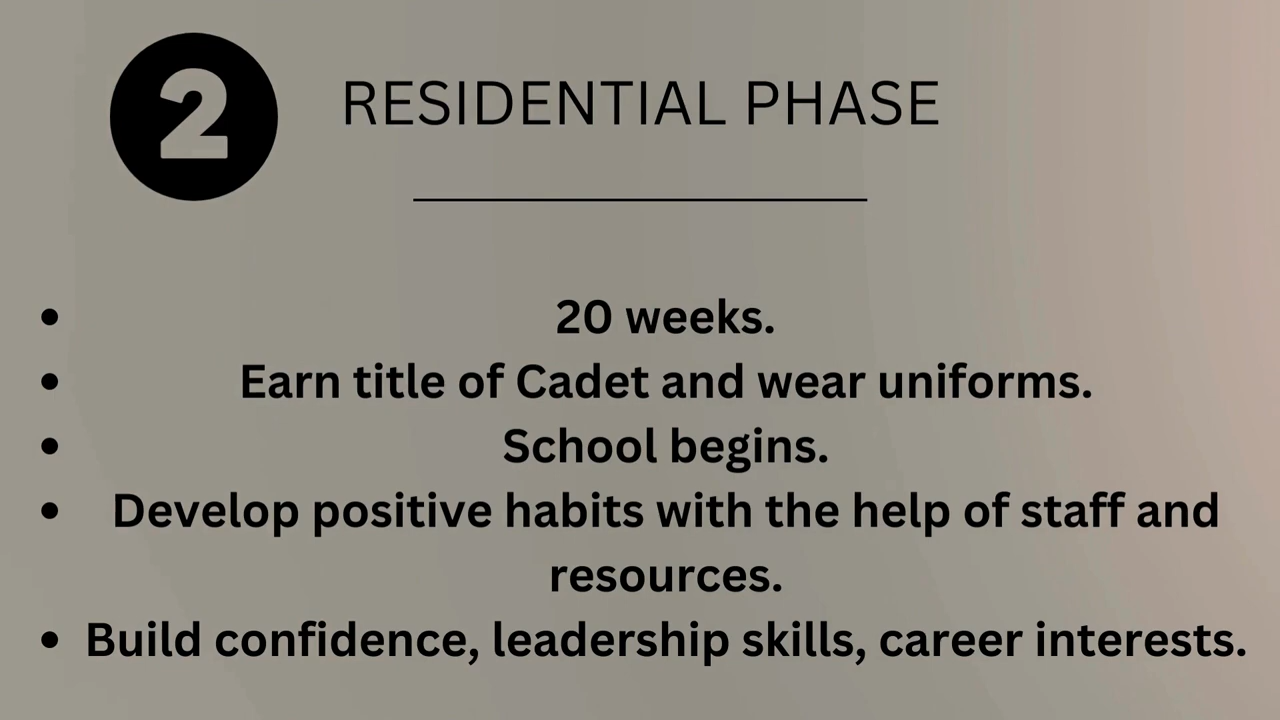 2
RESIDENTIAL PHASE
• 20 weeks.
• Earn title of Cadet and wear uniforms.
• School begins.
• Develop positive habits with the help of staff and
resources.
• Build confidence, leadership skills, career interests.